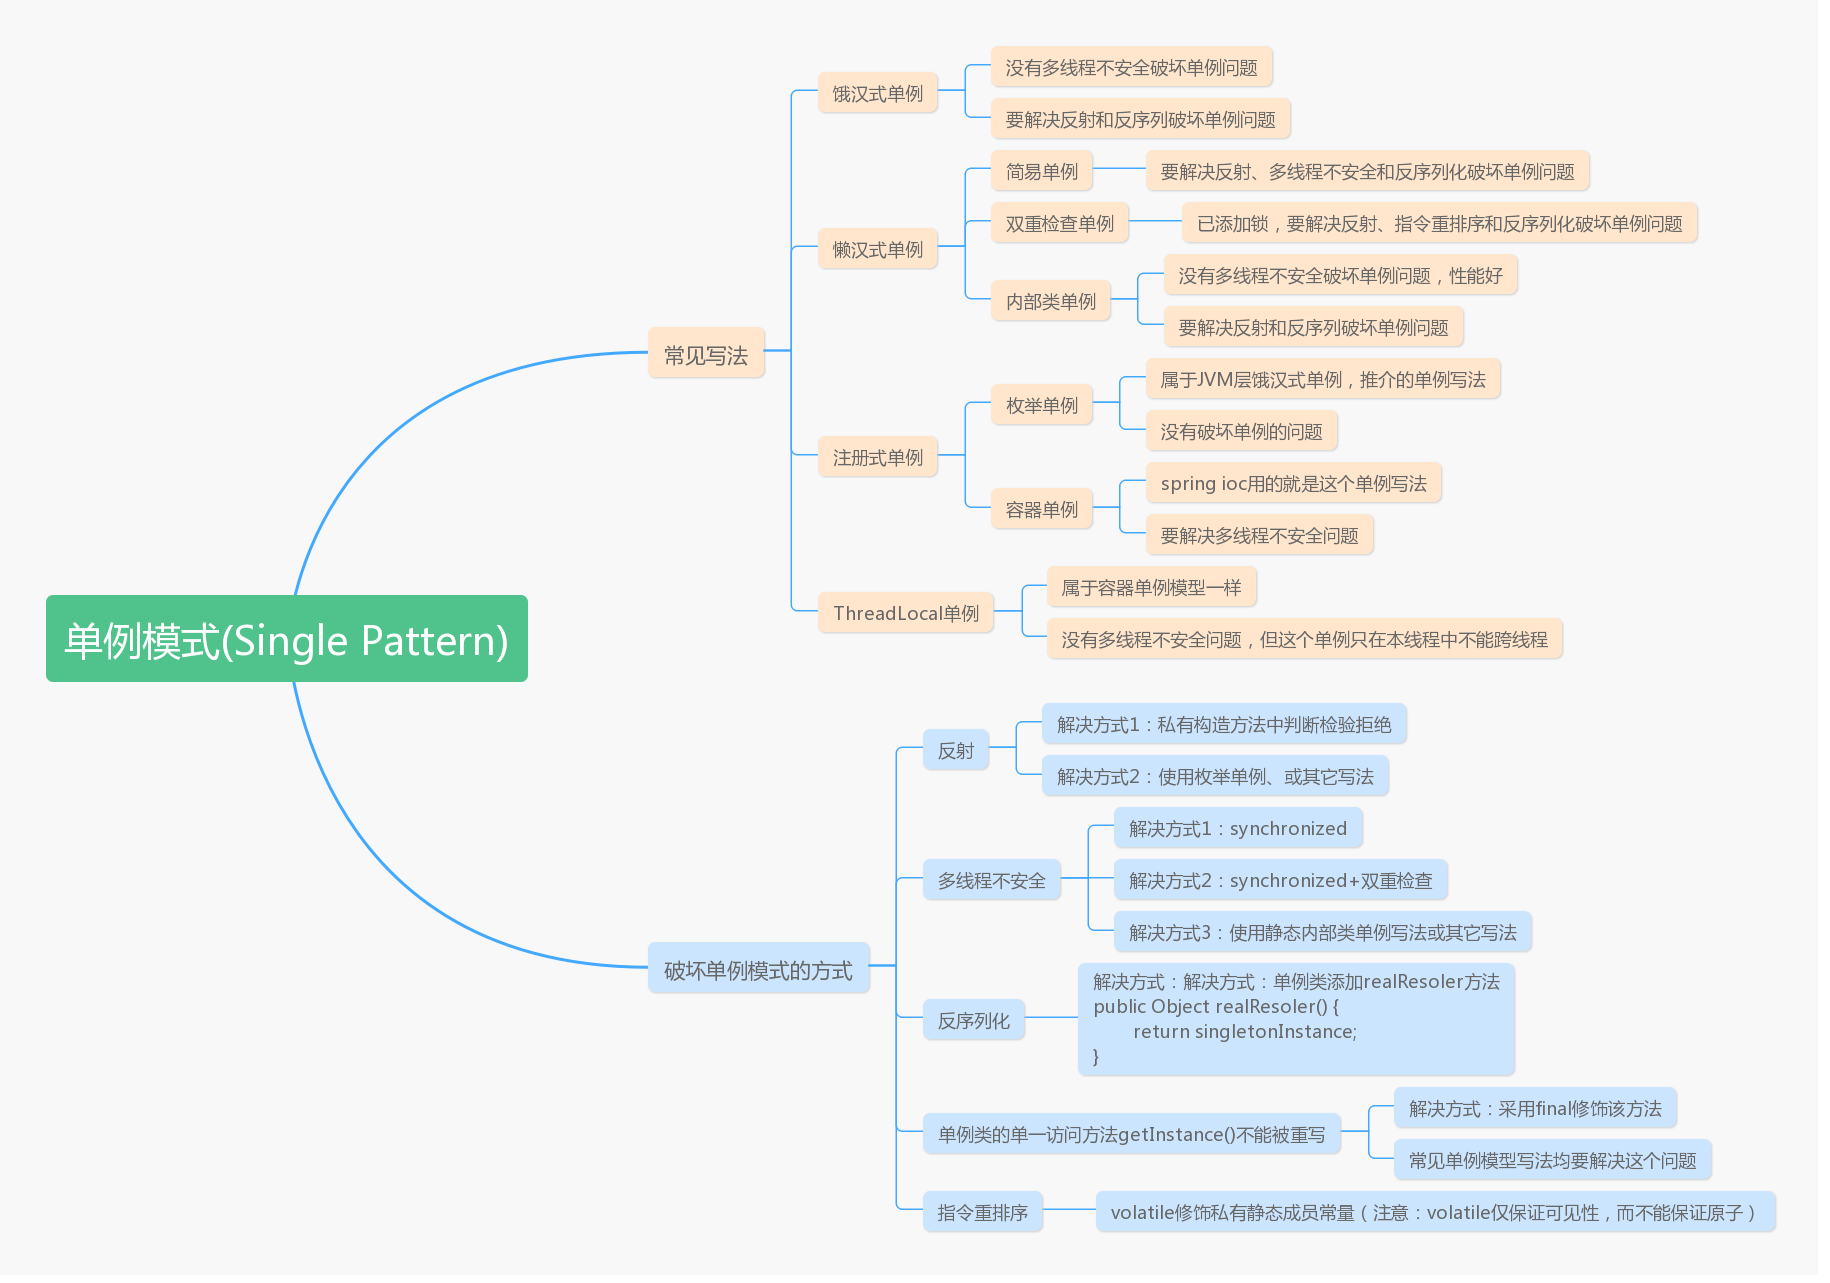 单例模式(Single Pattern)
常见写法
饿汉式单例
没有多线程不安全破坏单例问题
要解决反射和反序列破坏单例问题
懒汉式单例
简易单例
要解决反射、多线程不安全和反序列化破坏单例问题
双重检查单例
已添加锁，要解决反射、指令重排序和反序列化破坏单例问题
内部类单例
没有多线程不安全破坏单例问题，性能好
要解决反射和反序列破坏单例问题
注册式单例
枚举单例
属于JVM层饿汉式单例，推介的单例写法
没有破坏单例的问题
容器单例
spring ioc用的就是这个单例写法
要解决多线程不安全问题
ThreadLocal单例
属于容器单例模型一样
没有多线程不安全问题，但这个单例只在本线程中不能跨线程
破坏单例模式的方式
反射
解决方式1：私有构造方法中判断检验拒绝
解决方式2：使用枚举单例、或其它写法
多线程不安全
解决方式1：synchronized
解决方式2：synchronized+双重检查
解决方式3：使用静态内部类单例写法或其它写法
反序列化
解决方式：解决方式：单例类添加realResoler方法
public Object realResoler() {
return singletonInstance;
}
单例类的单一访问方法getInstance()不能被重写
解决方式：采用final修饰该方法
常见单例模型写法均要解决这个问题
指令重排序
volatile修饰私有静态成员常量（注意：volatile仅保证可见性，而不能保证原子）